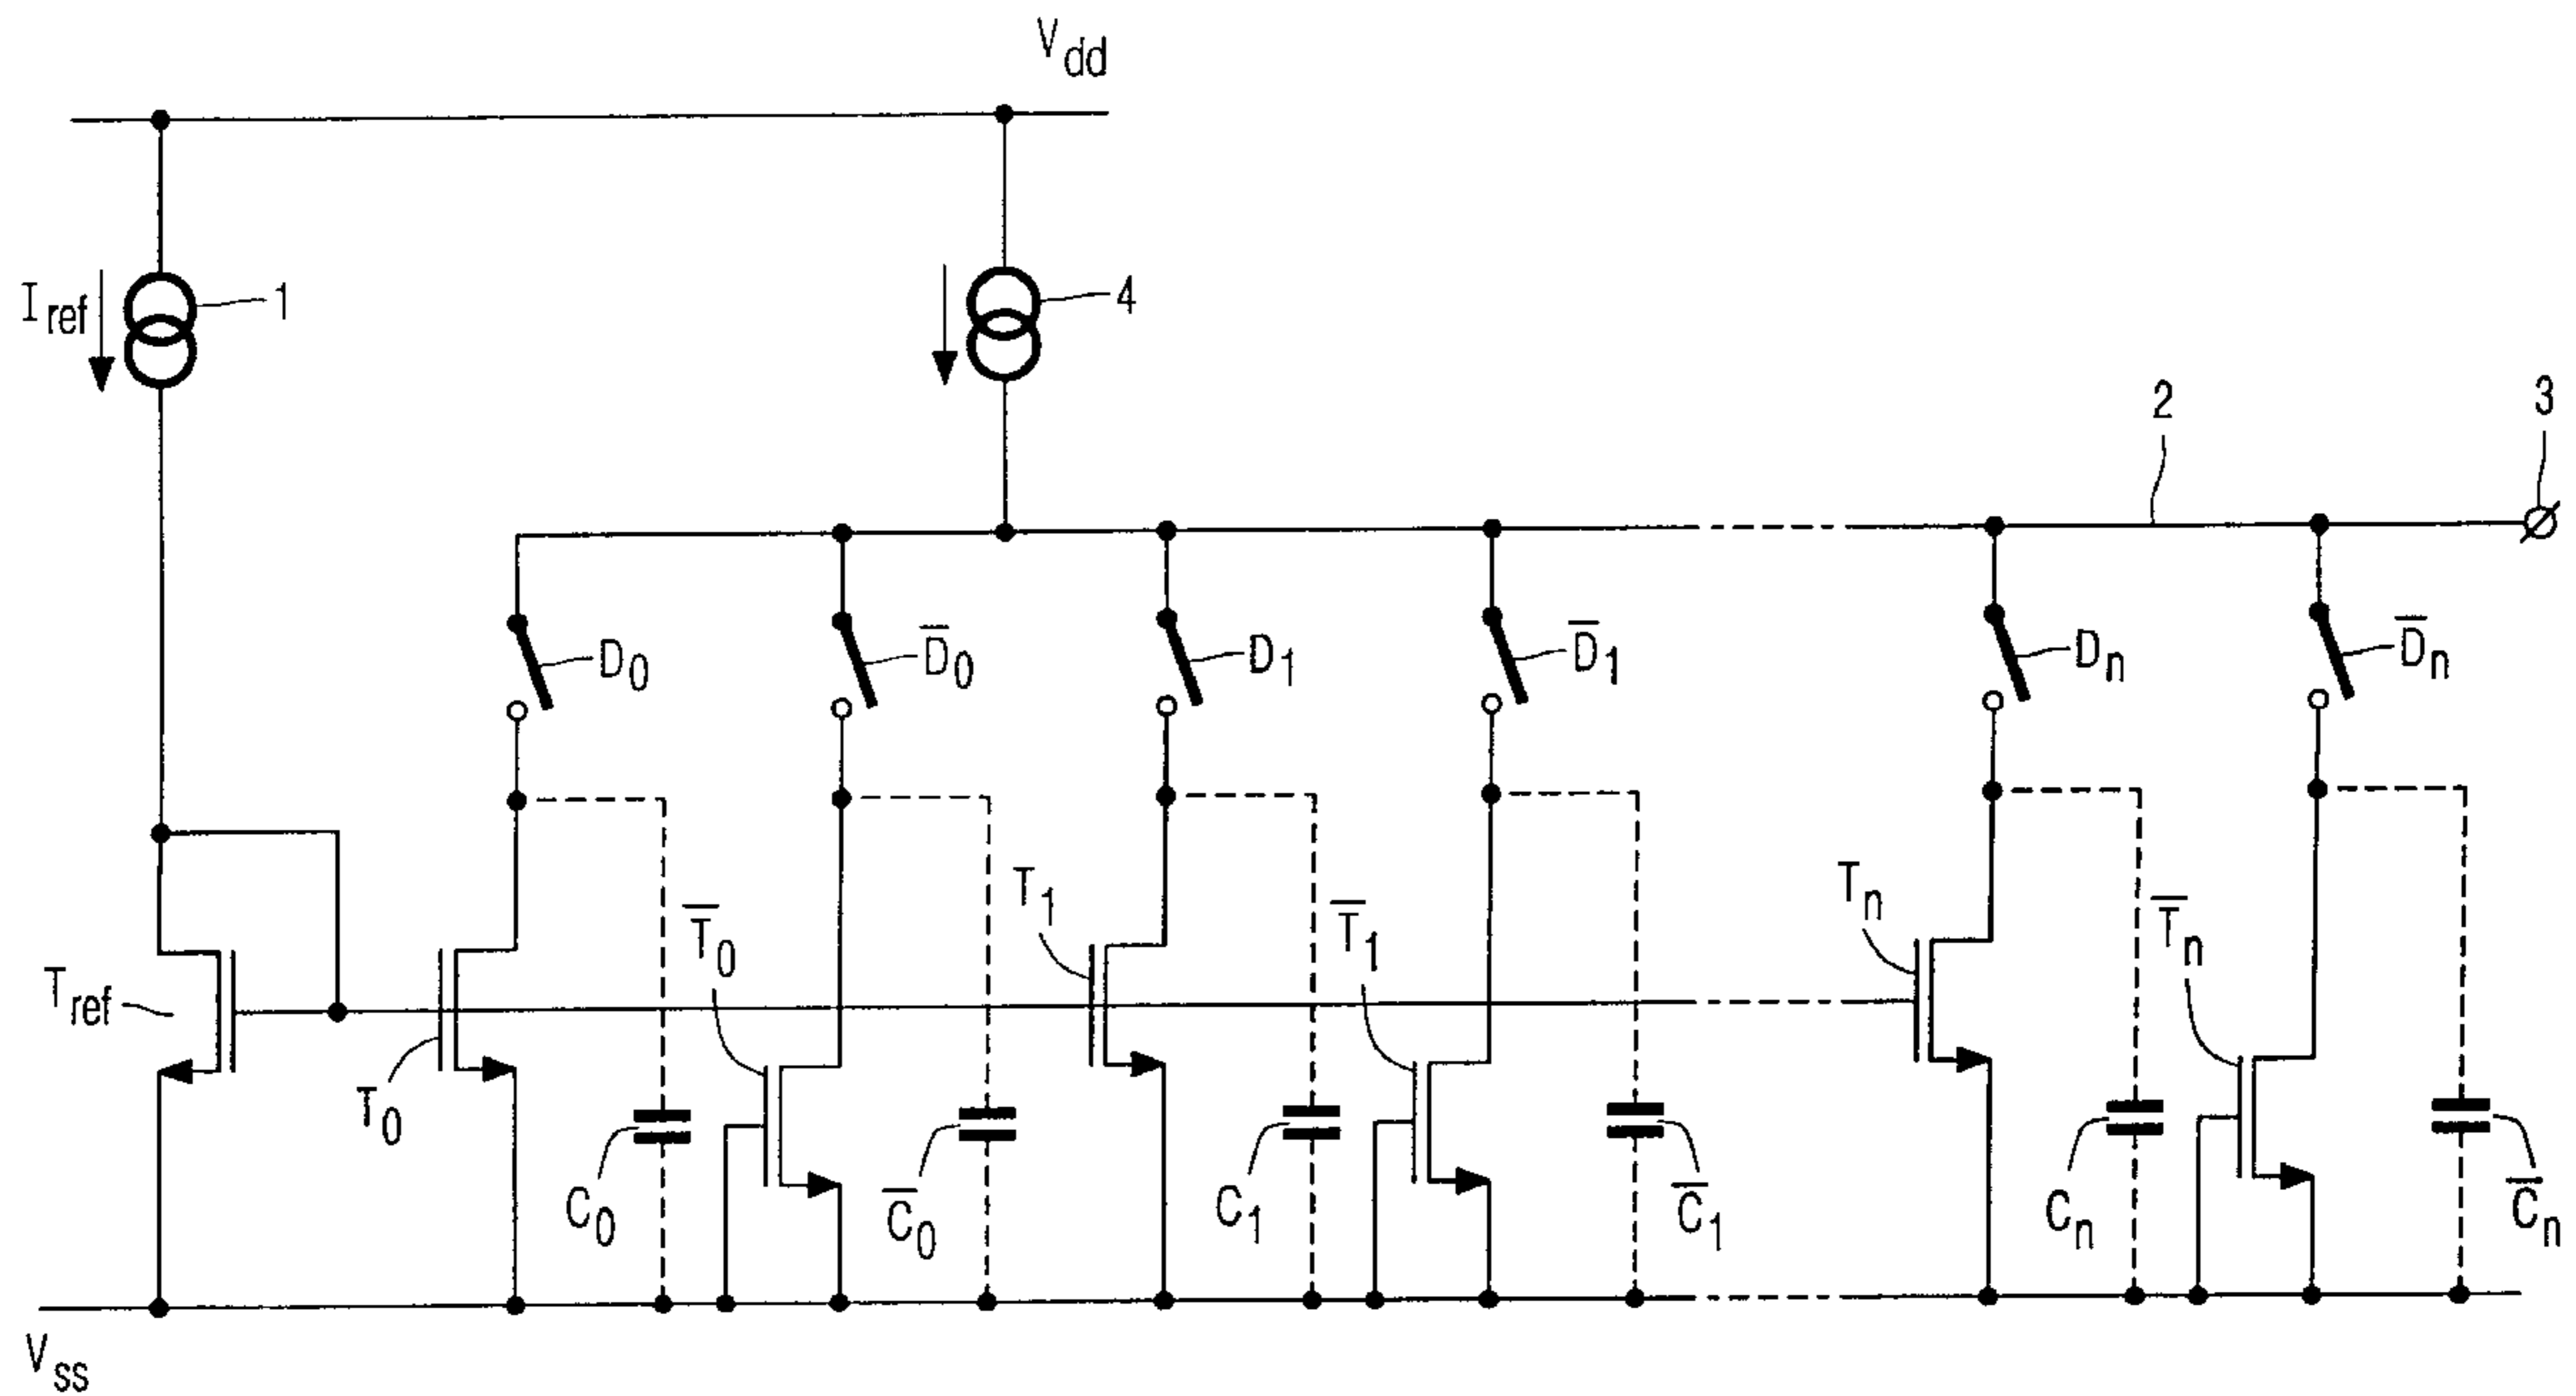 V_dd
I_ref
1
4
2
3
D_0
D̅_0
D_1
D̅_1
D_n
D̅_n
T_ref
T_0
T̅_0
T_1
T̅_1
T_n
T̅_n
C_0
C̅_0
C_1
C̅_1
C_n
C̅_n
V_ss